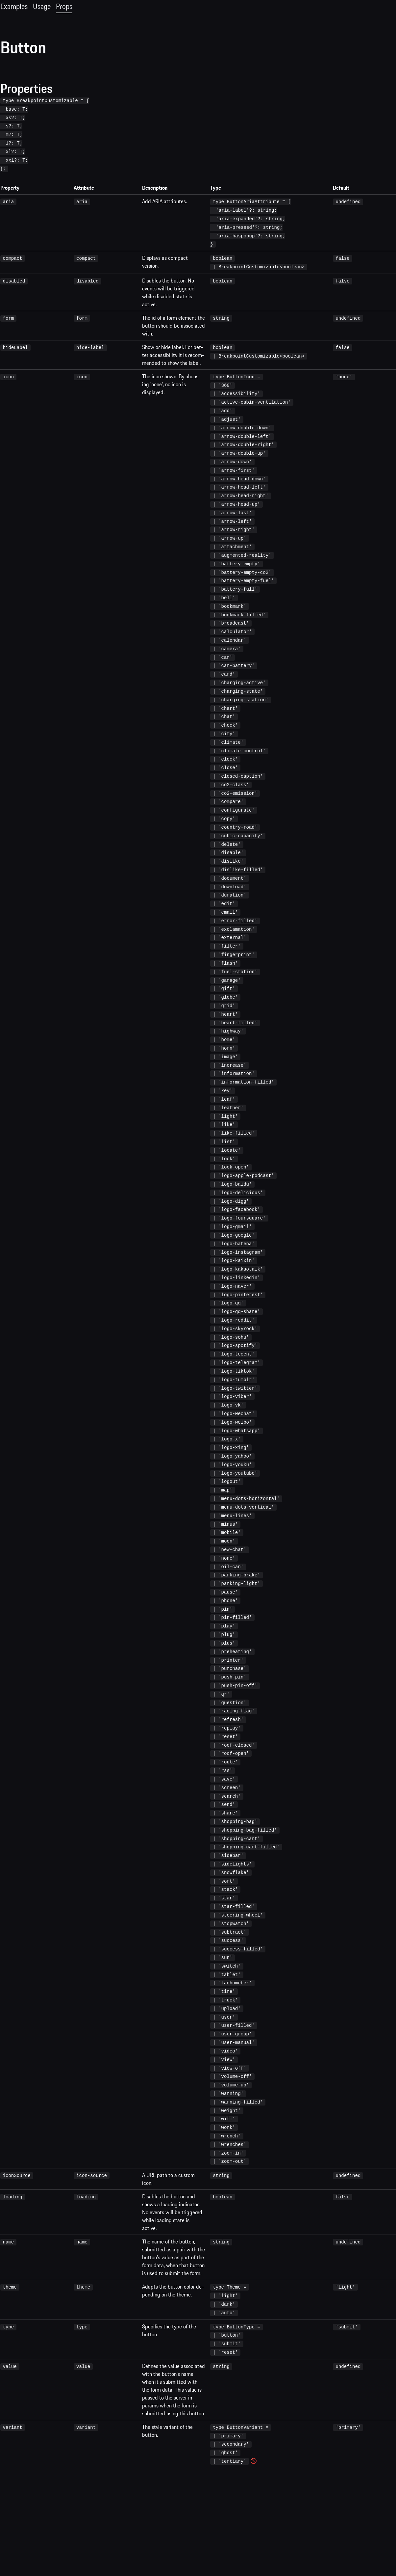 Examples Usage Props
Button
Properties
type BreakpointCustomizable = {
base: T;
xs?: T;
s?: T;
m?: T;
l?: T;
xl?: T;
xxl?: T;
};
Property Attribute Description Type Default
aria aria Add ARIA attributes. type ButtonAriaAttribute = { undefined
'aria-label'?: string;
'aria-expanded'?: string;
'aria-pressed'?: string;
'aria-haspopup'?: string;
}
compact compact Displays as compact boolean false
version. | BreakpointCustomizable<boolean>
disabled disabled Disables the button. No boolean false
events will be triggered
while disabled state is
active.
form form The id of a form element the string undefined
button should be associated
with.
hideLabel hide-label Show or hide label. For bet- boolean false
ter accessibility it is recom- | BreakpointCustomizable<boolean>
mended to show the label.
icon icon The icon shown. By choos- type ButtonIcon = "none"
ing 'none', no icon is | '360'
displayed. | 'accessibility'
| 'active-cabin-ventilation'
| 'add'
| 'adjust'
| 'arrow-double-down'
| 'arrow-double-left'
| 'arrow-double-right'
| 'arrow-double-up'
| 'arrow-down'
| 'arrow-first'
| 'arrow-head-down'
| 'arrow-head-left'
| 'arrow-head-right'
| 'arrow-head-up'
| 'arrow-last'
| 'arrow-left'
| 'arrow-right'
| 'arrow-up'
| 'attachment'
| 'augmented-reality'
| 'battery-empty'
| 'battery-empty-co2'
| 'battery-empty-fuel'
| 'battery-full'
| 'bell'
| 'bookmark'
| 'bookmark-filled'
| 'broadcast'
| 'calculator'
| 'calendar'
| 'camera'
| 'car'
| 'car-battery'
| 'card'
| 'charging-active'
| 'charging-state'
| 'charging-station'
| 'chart'
| 'chat'
| 'check'
| 'city'
| 'climate'
| 'climate-control'
| 'clock'
| 'close'
| 'closed-caption'
| 'co2-class'
| 'co2-emission'
| 'compare'
| 'configurate'
| 'copy'
| 'country-road'
| 'cubic-capacity'
| 'delete'
| 'disable'
| 'dislike'
| 'dislike-filled'
| 'document'
| 'download'
| 'duration'
| 'edit'
| 'email'
| 'error-filled'
| 'exclamation'
| 'external'
| 'filter'
| 'fingerprint'
| 'flash'
| 'fuel-station'
| 'garage'
| 'gift'
| 'globe'
| 'grid'
| 'heart'
| 'heart-filled'
| 'highway'
| 'home'
| 'horn'
| 'image'
| 'increase'
| 'information'
| 'information-filled'
| 'key'
| 'leaf'
| 'leather'
| 'light'
| 'like'
| 'like-filled'
| 'list'
| 'locate'
| 'lock'
| 'lock-open'
| 'logo-apple-podcast'
| 'logo-baidu'
| 'logo-delicious'
| 'logo-digg'
| 'logo-facebook'
| 'logo-foursquare'
| 'logo-gmail'
| 'logo-google'
| 'logo-hatena'
| 'logo-instagram'
| 'logo-kaixin'
| 'logo-kakaotalk'
| 'logo-linkedin'
| 'logo-naver'
| 'logo-pinterest'
| 'logo-qq'
| 'logo-qq-share'
| 'logo-reddit'
| 'logo-skyrock'
| 'logo-sohu'
| 'logo-spotify'
| 'logo-tecent'
| 'logo-telegram'
| 'logo-tiktok'
| 'logo-tumblr'
| 'logo-twitter'
| 'logo-viber'
| 'logo-vk'
| 'logo-wechat'
| 'logo-weibo'
| 'logo-whatsapp'
| 'logo-x'
| 'logo-xing'
| 'logo-yahoo'
| 'logo-youku'
| 'logo-youtube'
| 'logout'
| 'map'
| 'menu-dots-horizontal'
| 'menu-dots-vertical'
| 'menu-lines'
| 'minus'
| 'mobile'
| 'moon'
| 'new-chat'
| 'none'
| 'oil-can'
| 'parking-brake'
| 'parking-light'
| 'pause'
| 'phone'
| 'pin'
| 'pin-filled'
| 'play'
| 'plug'
| 'plus'
| 'preheating'
| 'printer'
| 'purchase'
| 'push-pin'
| 'push-pin-off'
| 'qr'
| 'question'
| 'racing-flag'
| 'refresh'
| 'replay'
| 'reset'
| 'roof-closed'
| 'roof-open'
| 'route'
| 'rss'
| 'save'
| 'screen'
| 'search'
| 'send'
| 'share'
| 'shopping-bag'
| 'shopping-bag-filled'
| 'shopping-cart'
| 'shopping-cart-filled'
| 'sidebar'
| 'sidelights'
| 'snowflake'
| 'sort'
| 'stack'
| 'star'
| 'star-filled'
| 'steering-wheel'
| 'stopwatch'
| 'subtract'
| 'success'
| 'success-filled'
| 'sun'
| 'switch'
| 'tablet'
| 'tachometer'
| 'tire'
| 'truck'
| 'upload'
| 'user'
| 'user-filled'
| 'user-group'
| 'user-manual'
| 'video'
| 'view'
| 'view-off'
| 'volume-off'
| 'volume-up'
| 'warning'
| 'warning-filled'
| 'weight'
| 'wifi'
| 'work'
| 'wrench'
| 'wrenches'
| 'zoom-in'
| 'zoom-out'
iconSource icon-source A URL path to a custom string undefined
icon.
loading loading Disables the button and boolean false
shows a loading indicator.
No events will be triggered
while loading state is
active.
name name The name of the button, string undefined
submitted as a pair with the
button's value as part of the
form data, when that button
is used to submit the form.
theme theme Adapts the button color de- type Theme = 'light'
pending on the theme. | 'light'
| 'dark'
| 'auto'
type type Specifies the type of the type ButtonType = 'submit'
button. | 'button'
| 'submit'
| 'reset'
value value Defines the value associated string undefined
with the button's name
when it's submitted with
the form data. This value is
passed to the server in
params when the form is
submitted using this button.
variant variant The style variant of the type ButtonVariant = 'primary'
button. | 'primary'
| 'secondary'
| 'ghost'
| 'tertiary'